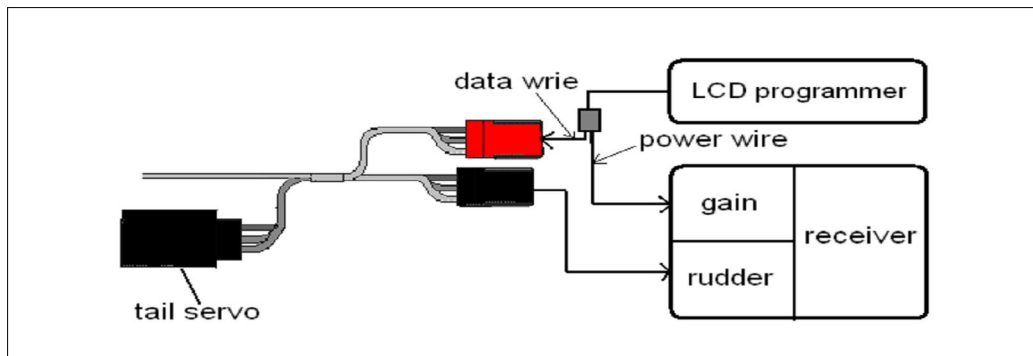 data wrie
LCD programmer
power wire
gain
receiver
rudder
tail servo